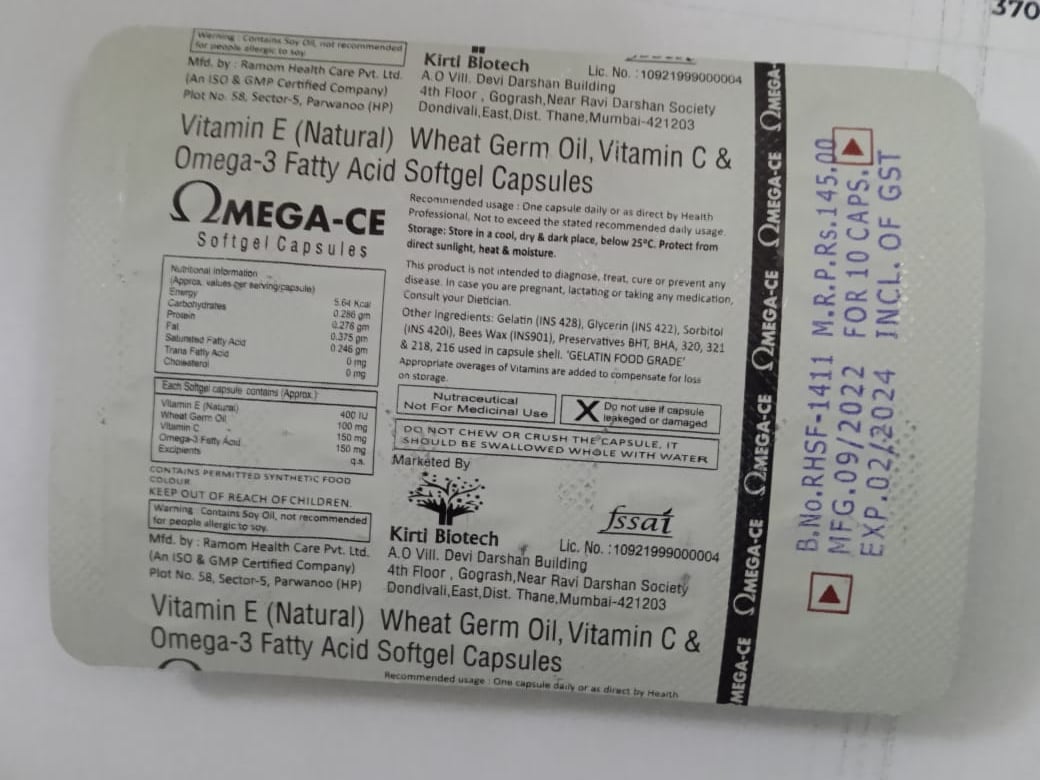 370
Warning : Contains Soy Oil, not recommended
for people allergic to soy
Mfd. by : Ramom Health Care Pvt. Ltd.
(An ISO & GMP Certified Company)
Plot No. 58, Sector-5, Parwanoo (HP)
Kirti Biotech
Lic. No. :10921999000004
A.O Vill. Devi Darshan Building
4th Floor , Gogrash,Near Ravi Darshan Society
Dondivali,East,Dist. Thane,Mumbai-421203
Vitamin E (Natural) Wheat Germ Oil, Vitamin C &
Omega-3 Fatty Acid Softgel Capsules
ΩMEGA-CE
Softgel Capsules
Nutritional Information
(Approx. values per serving/capsule)
Energy 5.64 Kcal
Carbohydrates 0.286 gm
Protein 0.278 gm
Fat 0.375 gm
Saturated Fatty Acid 0.246 gm
Trans Fatty Acid 0 mg
Cholesterol 0 mg
Each Softgel capsule contains (Approx.)
Vitamin E (Natural) 400 IU
Wheat Germ Oil 100 mg
Vitamin C 150 mg
Omega-3 Fatty Acid 150 mg
Excipients q.s.
CONTAINS PERMITTED SYNTHETIC FOOD
COLOUR
KEEP OUT OF REACH OF CHILDREN.
Warning : Contains Soy Oil, not recommended
for people allergic to soy.
Mfd. by : Ramom Health Care Pvt. Ltd.
(An ISO & GMP Certified Company)
Plot No. 58, Sector-5, Parwanoo (HP)
Recommended usage : One capsule daily or as direct by Health
Professional, Not to exceed the stated recommended daily usage.
Storage: Store in a cool, dry & dark place, below 25°C. Protect from
direct sunlight, heat & moisture.
This product is not intended to diagnose, treat, cure or prevent any
disease. In case you are pregnant, lactating or taking any medication,
Consult your Dietician.
Other Ingredients: Gelatin (INS 428), Glycerin (INS 422), Sorbitol
(INS 420i), Bees Wax (INS901), Preservatives BHT, BHA, 320, 321
& 218, 216 used in capsule shell. 'GELATIN FOOD GRADE'
Appropriate overages of Vitamins are added to compensate for loss
on storage.
Nutraceutical
Not For Medicinal Use
X Do not use if capsule
leakeged or damaged
DO NOT CHEW OR CRUSH THE CAPSULE, IT
SHOULD BE SWALLOWED WHOLE WITH WATER
Marketed By
Kirti Biotech
fssai
Lic. No. :10921999000004
A.O Vill. Devi Darshan Building
4th Floor , Gogrash,Near Ravi Darshan Society
Dondivali,East,Dist. Thane,Mumbai-421203
Vitamin E (Natural) Wheat Germ Oil, Vitamin C &
Omega-3 Fatty Acid Softgel Capsules
Recommended usage : One capsule daily or as direct by Health
MEGA-CE ΩMEGA-CE ΩMEGA-CE ΩMEGA-CE ΩMEGA-CE ΩMEGA-
B.No.RHSF-1411 M.R.P.Rs.145.00
MFG.09/2022 FOR 10 CAPS.
EXP.02/2024 INCL.OF GST